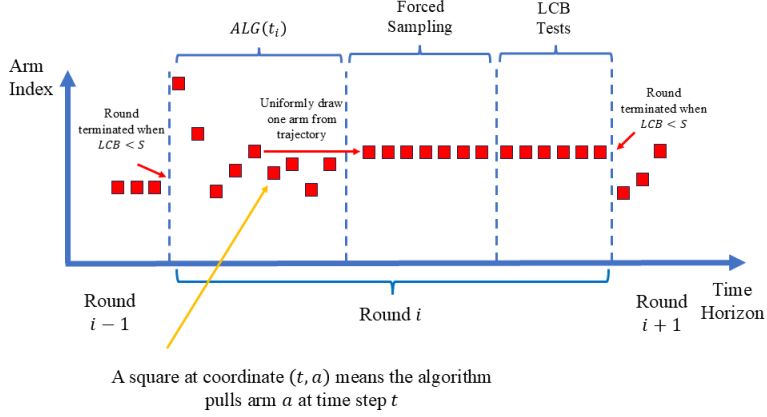 ALG(t_i)
Forced
Sampling
LCB
Tests
Arm
Index
Round
terminated when
LCB < S
Uniformly draw
one arm from
trajectory
Round
terminated when
LCB < S
Round
i − 1
Round i
Round
i + 1
Time
Horizon
A square at coordinate (t, a) means the algorithm
pulls arm a at time step t